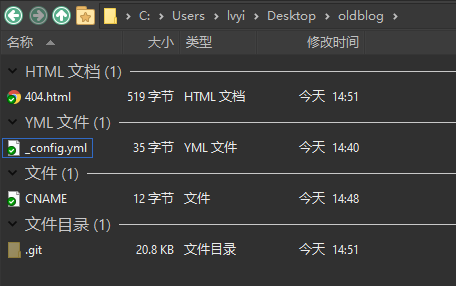 C: › Users › lvyi › Desktop › oldblog ›
名称 大小 类型 修改时间
HTML 文档 (1)
404.html 519 字节 HTML 文档 今天 14:51
YML 文件 (1)
_config.yml 35 字节 YML 文件 今天 14:40
文件 (1)
CNAME 12 字节 文件 今天 14:48
文件目录 (1)
.git 20.8 KB 文件目录 今天 14:51